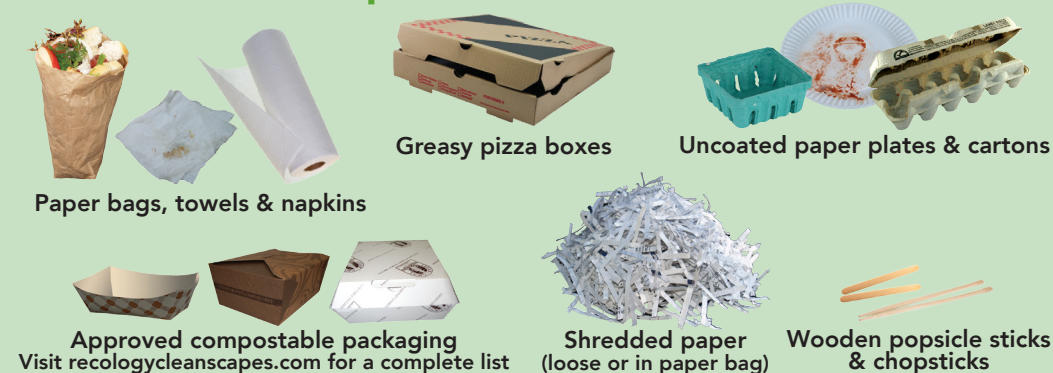 Greasy pizza boxes
Uncoated paper plates & cartons
Paper bags, towels & napkins
Approved compostable packaging
Visit recologycleanscapes.com for a complete list
Shredded paper
(loose or in paper bag)
Wooden popsicle sticks
& chopsticks